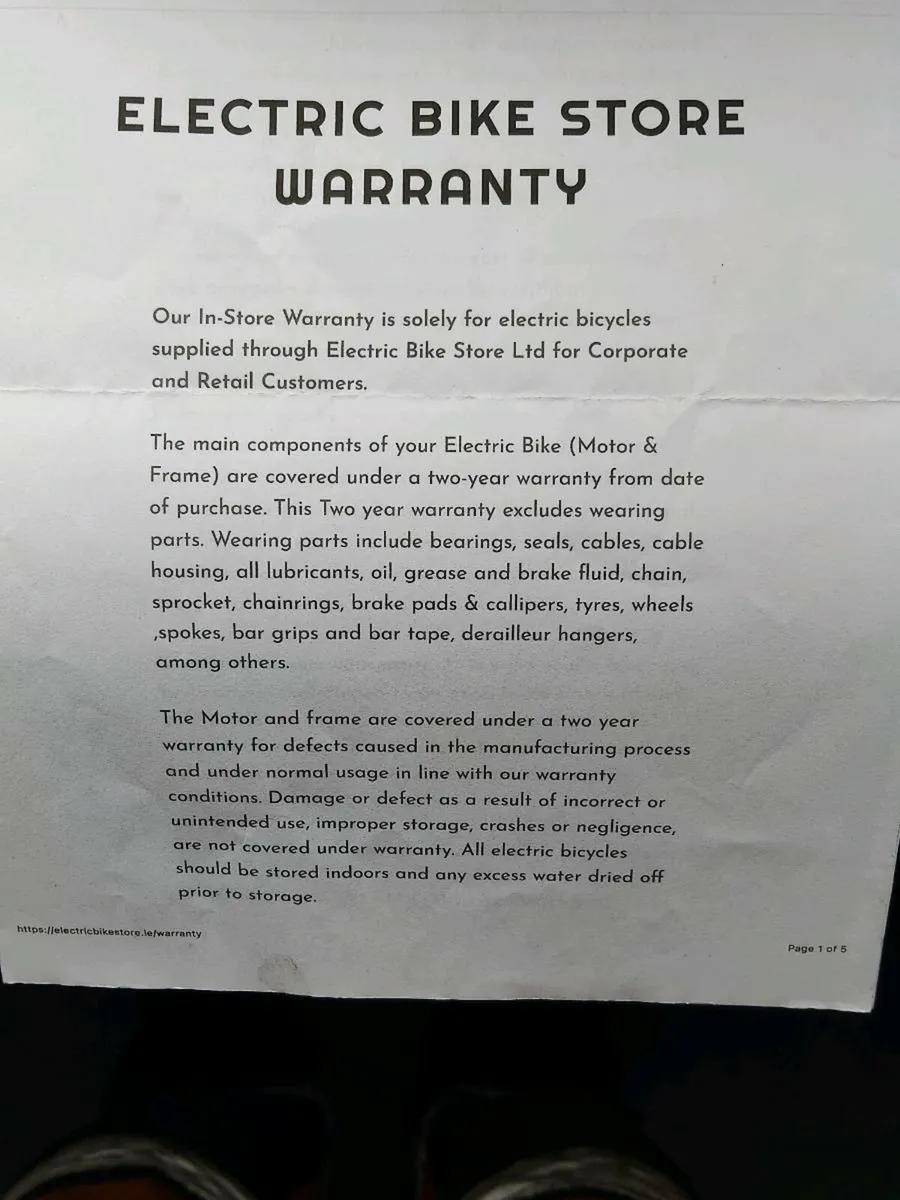 ELECTRIC BIKE STORE
WARRANTY
Our In-Store Warranty is solely for electric bicycles
supplied through Electric Bike Store Ltd for Corporate
and Retail Customers.
The main components of your Electric Bike (Motor &
Frame) are covered under a two-year warranty from date
of purchase. This Two year warranty excludes wearing
parts. Wearing parts include bearings, seals, cables, cable
housing, all lubricants, oil, grease and brake fluid, chain,
sprocket, chainrings, brake pads & callipers, tyres, wheels
,spokes, bar grips and bar tape, derailleur hangers,
among others.
The Motor and frame are covered under a two year
warranty for defects caused in the manufacturing process
and under normal usage in line with our warranty
conditions. Damage or defect as a result of incorrect or
unintended use, improper storage, crashes or negligence,
are not covered under warranty. All electric bicycles
should be stored indoors and any excess water dried off
prior to storage.
https://electricbikestore.ie/warranty
Page 1 of 5